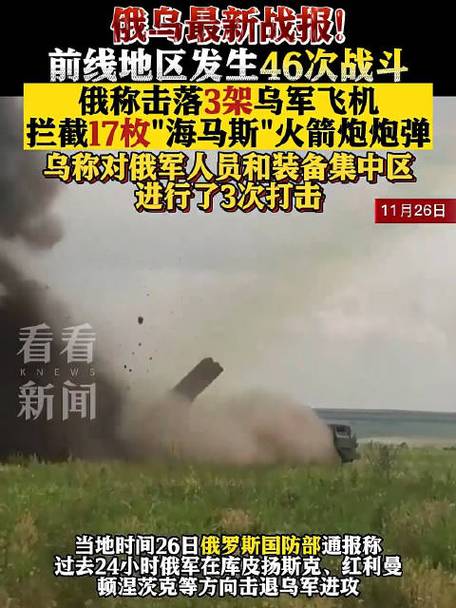 俄乌最新战报!
前线地区发生46次战斗
俄称击落3架乌军飞机
拦截17枚"海马斯"火箭炮炮弹
乌称对俄军人员和装备集中区
进行了3次打击
11月26日
看看
KNEWS
新闻
当地时间26日俄罗斯国防部通报称
过去24小时俄军在库皮扬斯克、红利曼
顿涅茨克等方向击退乌军进攻